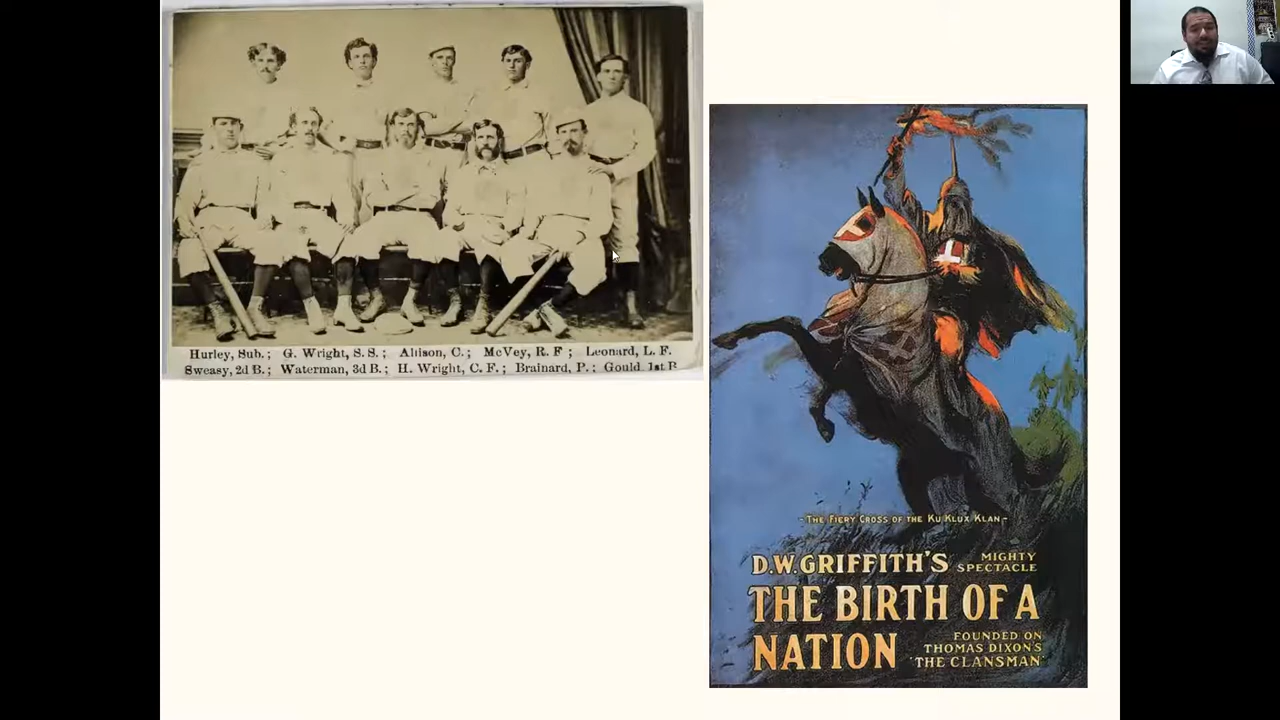 Hurley, Sub.; G. Wright, S. S.; Allison, C.; McVey, R. F; Leonard, L. F.
Sweasy, 2d B.; Waterman, 3d B.; H. Wright, C. F.; Brainard, P.; Gould 1st B
- THE FIERY CROSS OF THE KU KLUX KLAN -
D.W. GRIFFITH'S MIGHTY SPECTACLE
THE BIRTH OF A
NATION
FOUNDED ON
THOMAS DIXON'S
'THE CLANSMAN'